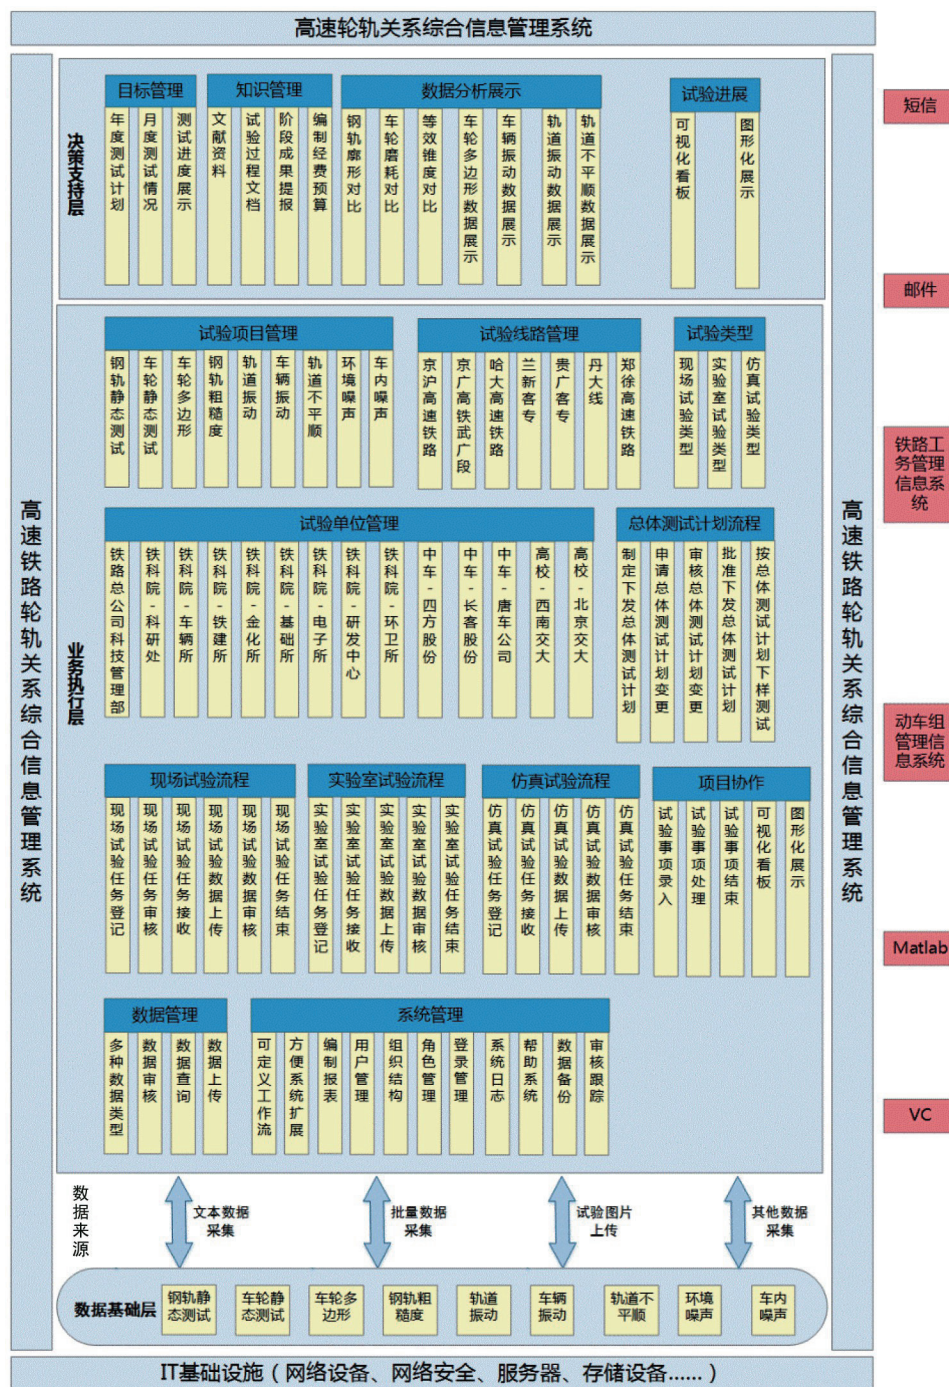 高速轮轨关系综合信息管理系统
高速铁路轮轨关系综合信息管理系统
决策支持层
目标管理
年度测试计划
月度测试情况
测试进度展示
知识管理
文献资料
试验过程文档
阶段成果提报
编制经费预算
数据分析展示
钢轨廓形对比
车轮磨耗对比
等效锥度对比
车轮多边形数据展示
车辆振动数据展示
轨道振动数据展示
轨道不平顺数据展示
试验进展
可视化看板
图形化展示
业务执行层
试验项目管理
钢轨静态测试
车轮静态测试
车轮多边形
钢轨粗糙度
轨道振动
车辆振动
轨道不平顺
环境噪声
车内噪声
试验线路管理
京沪高速铁路
京广高铁武广段
哈大高速铁路
兰新客专
贵广客专
丹大线
郑徐高速铁路
试验类型
现场试验类型
实验室试验类型
仿真试验类型
试验单位管理
铁路总公司科技管理部
铁科院-科研处
铁科院-车辆所
铁科院-铁建所
铁科院-金化所
铁科院-基础所
铁科院-电子所
铁科院-研发中心
铁科院-环卫所
中车-四方股份
中车-长客股份
中车-唐车公司
高校-西南交大
高校-北京交大
总体测试计划流程
制定下发总体测试计划
申请总体测试计划变更
审核总体测试计划变更
批准下发总体测试计划
按总体测试计划下样测试
现场试验流程
现场试验任务登记
现场试验任务审核
现场试验任务接收
现场试验数据上传
现场试验数据审核
现场试验任务结束
实验室试验流程
实验室试验任务登记
实验室试验任务接收
实验室试验数据上传
实验室试验数据审核
实验室试验任务结束
仿真试验流程
仿真试验任务登记
仿真试验任务接收
仿真试验数据上传
仿真试验数据审核
仿真试验任务结束
项目协作
试验事项录入
试验事项处理
试验事项结束
可视化看板
图形化展示
数据管理
多种数据类型
数据审核
数据查询
数据上传
系统管理
可定义工作流
方便系统扩展
编制报表
用户管理
组织结构
角色管理
登录管理
系统日志
帮助系统
数据备份
审核跟踪
数据来源
文本数据
采集
批量数据
采集
试验图片
上传
其他数据
采集
数据基础层
钢轨静
态测试
车轮静
态测试
车轮多
边形
钢轨粗
糙度
轨道
振动
车辆
振动
轨道不
平顺
环境
噪声
车内
噪声
IT基础设施（网络设备、网络安全、服务器、存储设备......）
高速铁路轮轨关系综合信息管理系统
短信
邮件
铁路工
务管理
信息系
统
动车组
管理信
息系统
Matlab
VC